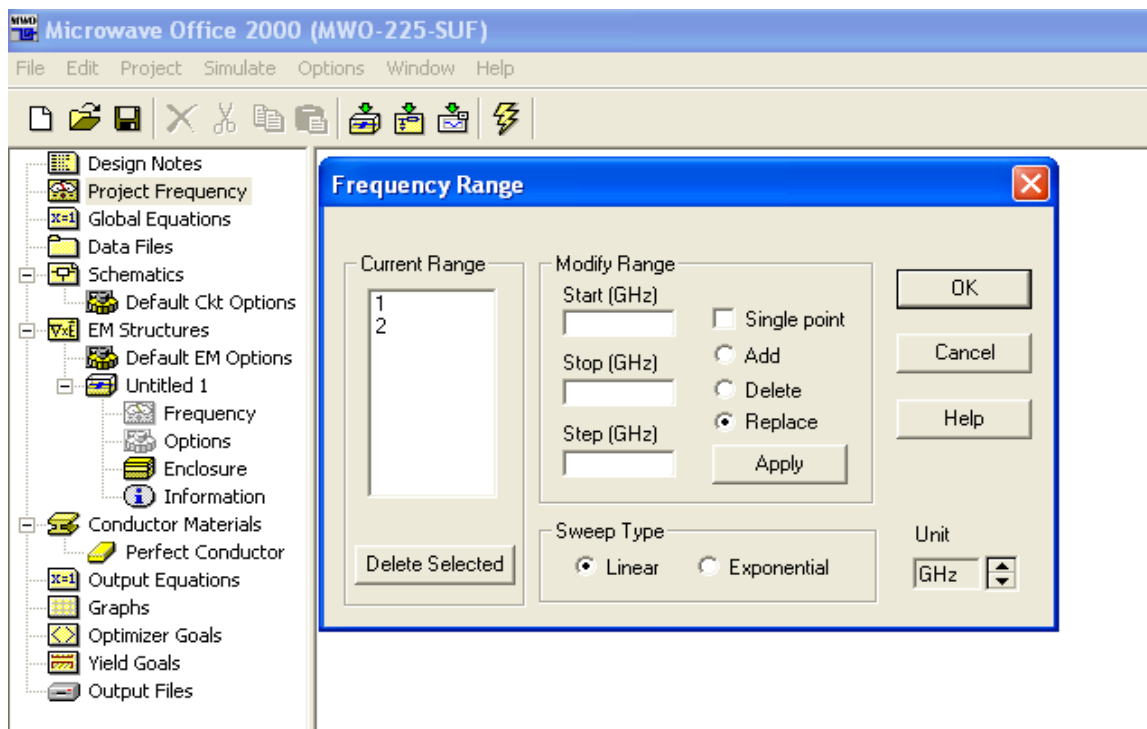 Microwave Office 2000 (MWO-225-SUF)
File Edit Project Simulate Options Window Help
Design Notes
Project Frequency
Global Equations
Data Files
Schematics
Default Ckt Options
EM Structures
Default EM Options
Untitled 1
Frequency
Options
Enclosure
Information
Conductor Materials
Perfect Conductor
Output Equations
Graphs
Optimizer Goals
Yield Goals
Output Files
Frequency Range
Current Range
1
2
Delete Selected
Modify Range
Start (GHz)
Stop (GHz)
Step (GHz)
Single point
Add
Delete
Replace
Apply
Sweep Type
Linear
Exponential
OK
Cancel
Help
Unit
GHz